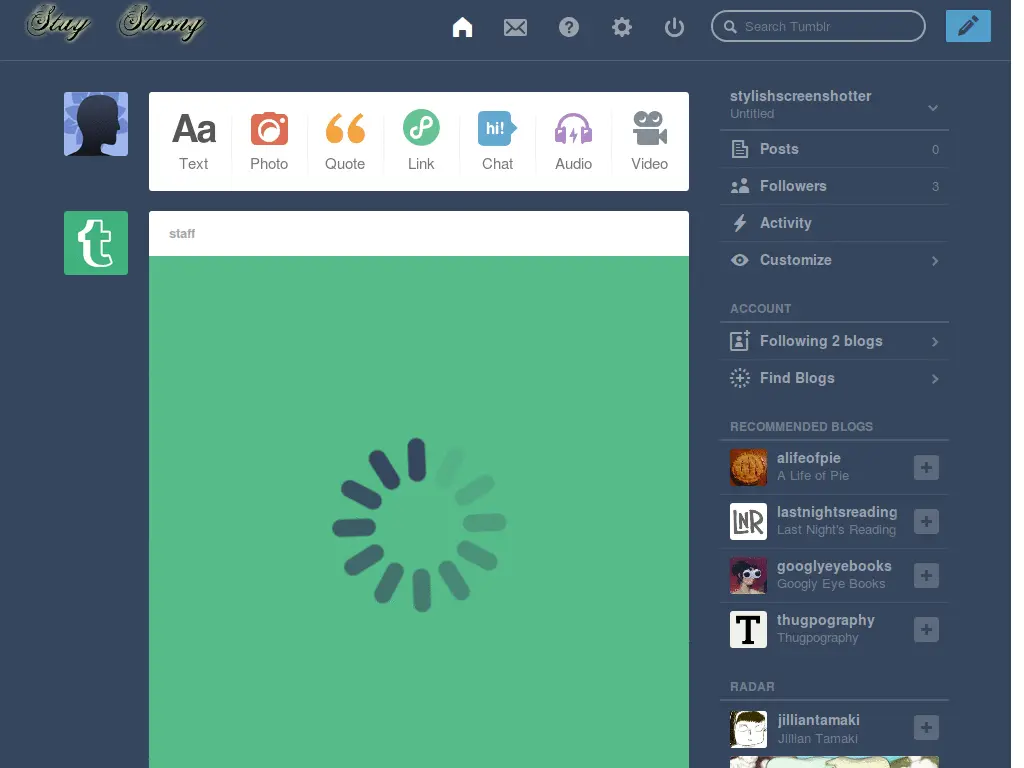 Stay Strong
Search Tumblr
Aa
hi!
Text
Photo
Quote
Link
Chat
Audio
Video
t
staff
stylishscreenshotter
Untitled
Posts 0
Followers 3
Activity
Customize
ACCOUNT
Following 2 blogs
Find Blogs
RECOMMENDED BLOGS
alifeofpie
A Life of Pie
LNR
lastnightsreading
Last Night's Reading
googlyeyebooks
Googly Eye Books
T
thugpography
Thugpography
RADAR
jilliantamaki
Jillian Tamaki